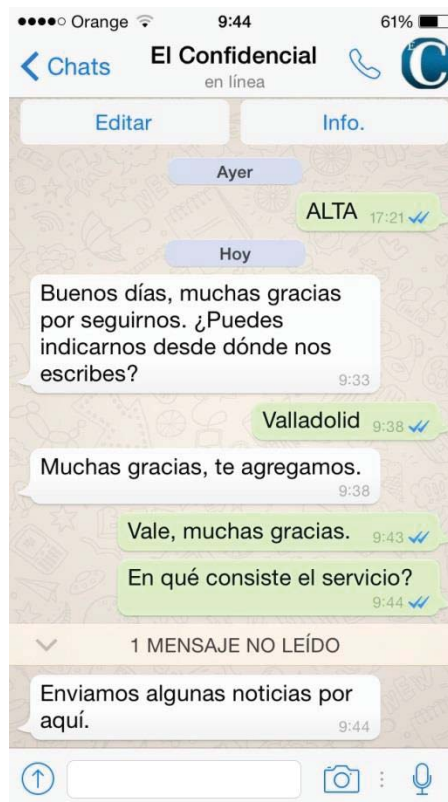 Orange 9:44 61%
Chats El Confidencial
en línea
Editar Info.
Ayer
ALTA 17:21
Hoy
Buenos días, muchas gracias
por seguirnos. ¿Puedes
indicarnos desde dónde nos
escribes?
9:33
Valladolid 9:38
Muchas gracias, te agregamos.
9:38
Vale, muchas gracias. 9:43
En qué consiste el servicio?
9:44
1 MENSAJE NO LEÍDO
Enviamos algunas noticias por
aquí. 9:44